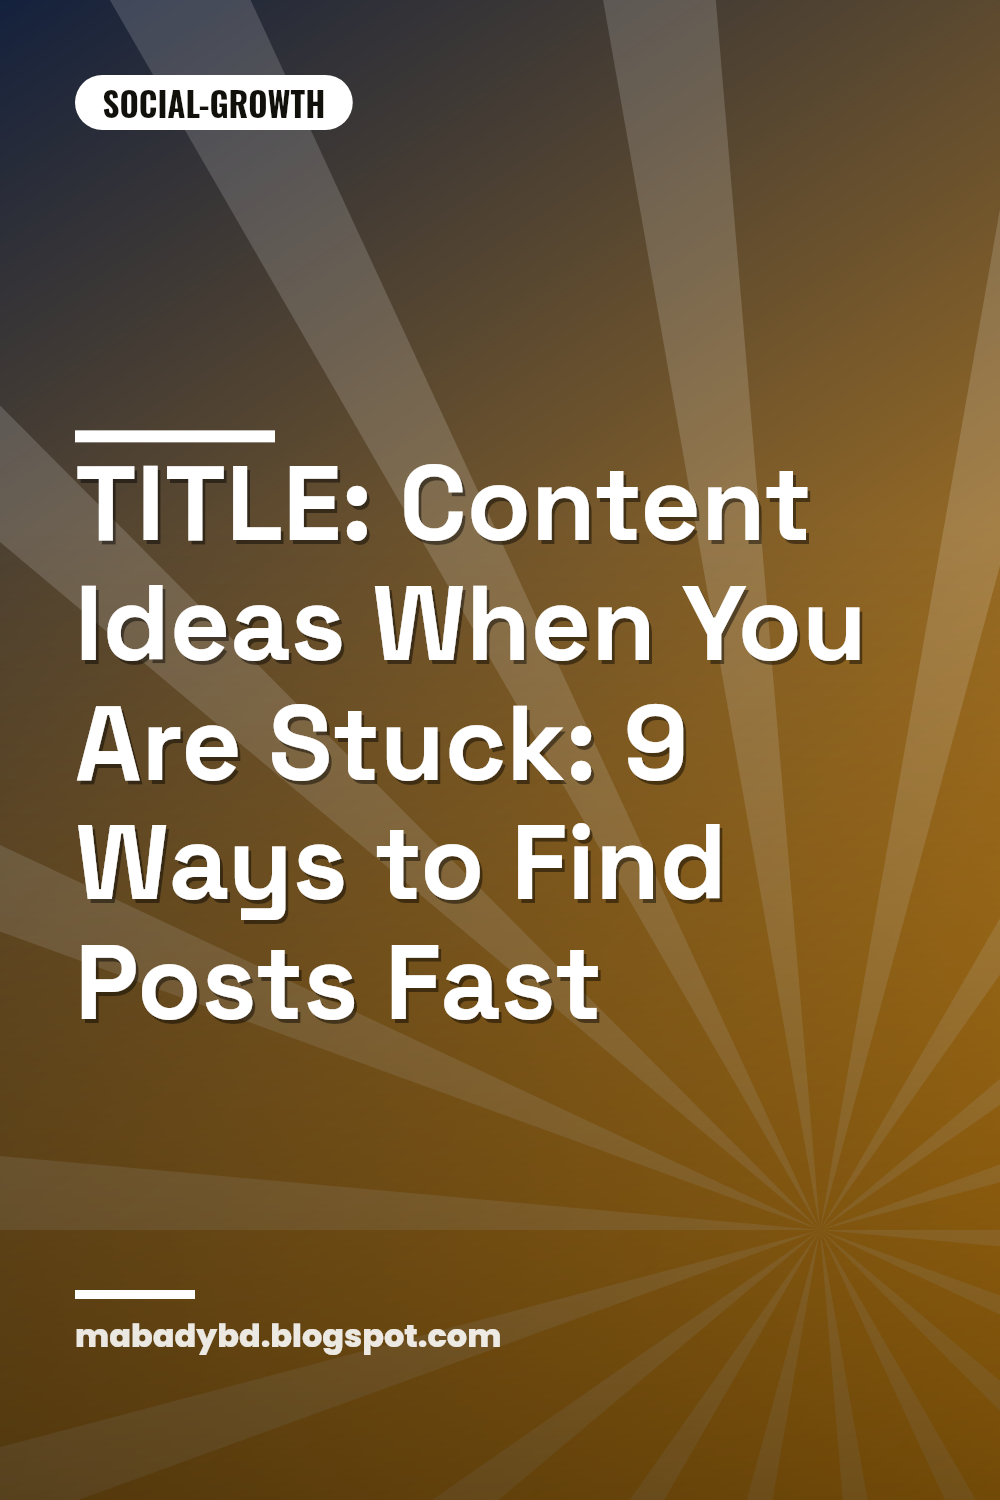 SOCIAL-GROWTH
TITLE: Content
Ideas When You
Are Stuck: 9
Ways to Find
Posts Fast
mabadybd.blogspot.com